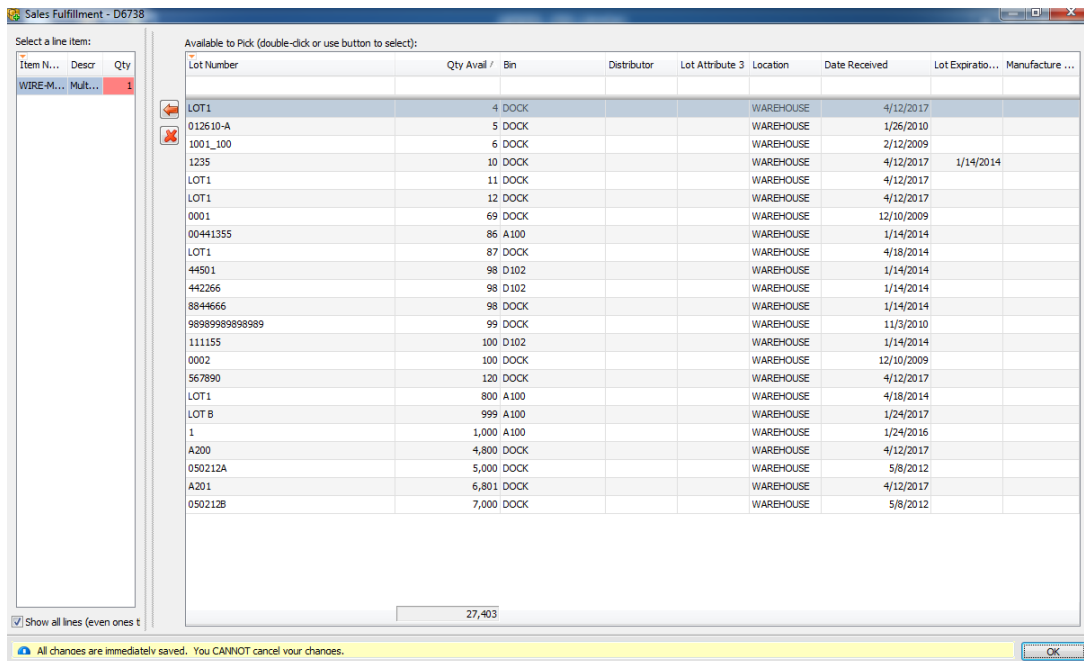 Sales Fulfillment - D6738
Select a line item:
Item N... Descr Qty
WIRE-M... Mult... 1
Show all lines (even ones t
Available to Pick (double-click or use button to select):
Lot Number Qty Avail / Bin Distributor Lot Attribute 3 Location Date Received Lot Expiratio... Manufacture ...
LOT1 4 DOCK WAREHOUSE 4/12/2017
012610-A 5 DOCK WAREHOUSE 1/26/2010
1001_100 6 DOCK WAREHOUSE 2/12/2009
1235 10 DOCK WAREHOUSE 4/12/2017 1/14/2014
LOT1 11 DOCK WAREHOUSE 4/12/2017
LOT1 12 DOCK WAREHOUSE 4/12/2017
0001 69 DOCK WAREHOUSE 12/10/2009
00441355 86 A100 WAREHOUSE 1/14/2014
LOT1 87 DOCK WAREHOUSE 4/18/2014
44501 98 D102 WAREHOUSE 1/14/2014
442266 98 D102 WAREHOUSE 1/14/2014
8844666 98 DOCK WAREHOUSE 1/14/2014
98989989898989 99 DOCK WAREHOUSE 11/3/2010
111155 100 D102 WAREHOUSE 1/14/2014
0002 100 DOCK WAREHOUSE 12/10/2009
567890 120 DOCK WAREHOUSE 4/12/2017
LOT1 800 A100 WAREHOUSE 4/18/2014
LOT B 999 A100 WAREHOUSE 1/24/2017
1 1,000 A100 WAREHOUSE 1/24/2016
A200 4,800 DOCK WAREHOUSE 4/12/2017
050212A 5,000 DOCK WAREHOUSE 5/8/2012
A201 6,801 DOCK WAREHOUSE 4/12/2017
050212B 7,000 DOCK WAREHOUSE 5/8/2012
27,403
All changes are immediately saved. You CANNOT cancel your changes.
OK